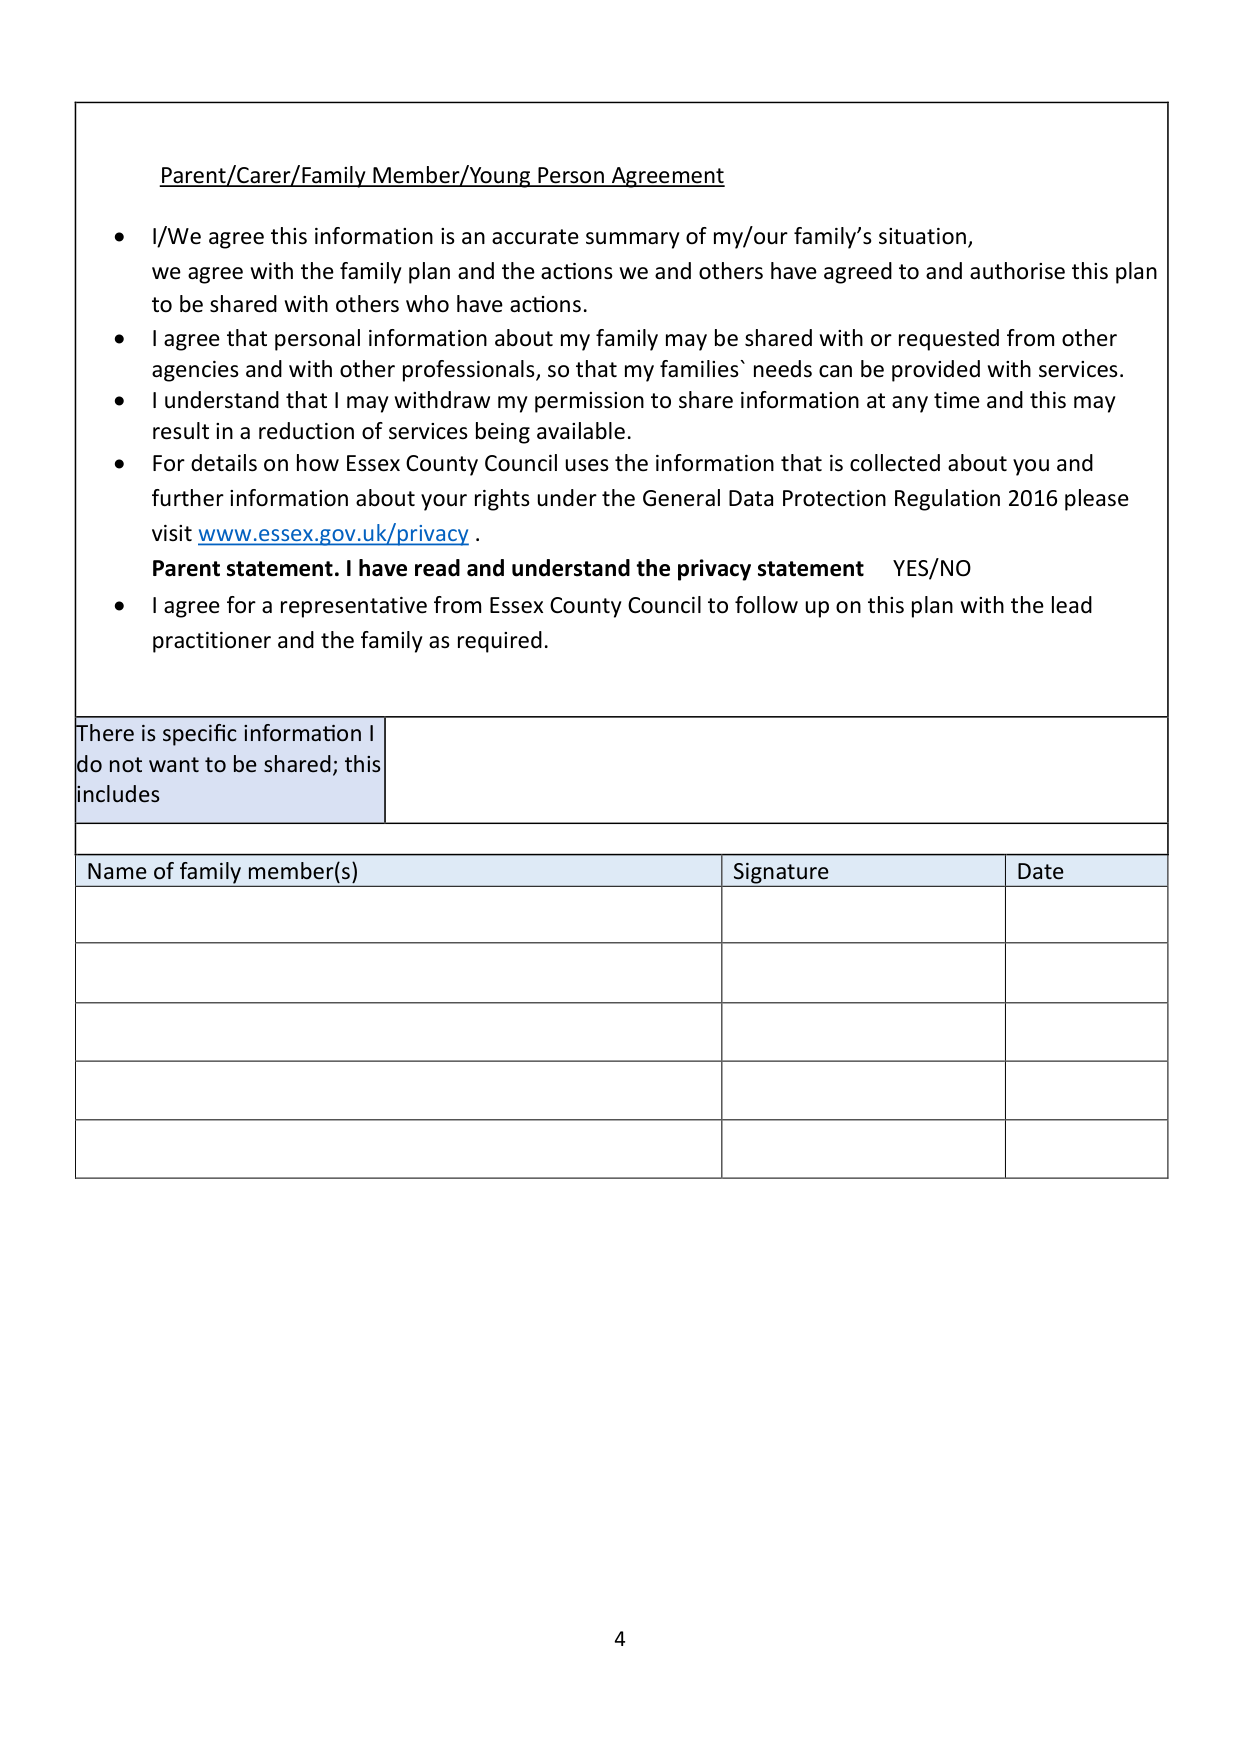 Parent/Carer/Family Member/Young Person Agreement
• I/We agree this information is an accurate summary of my/our family’s situation,
we agree with the family plan and the actions we and others have agreed to and authorise this plan
to be shared with others who have actions.
• I agree that personal information about my family may be shared with or requested from other
agencies and with other professionals, so that my families` needs can be provided with services.
• I understand that I may withdraw my permission to share information at any time and this may
result in a reduction of services being available.
• For details on how Essex County Council uses the information that is collected about you and
further information about your rights under the General Data Protection Regulation 2016 please
visit www.essex.gov.uk/privacy .
Parent statement. I have read and understand the privacy statement YES/NO
• I agree for a representative from Essex County Council to follow up on this plan with the lead
practitioner and the family as required.
There is specific information I
do not want to be shared; this
includes
Name of family member(s) Signature Date
4